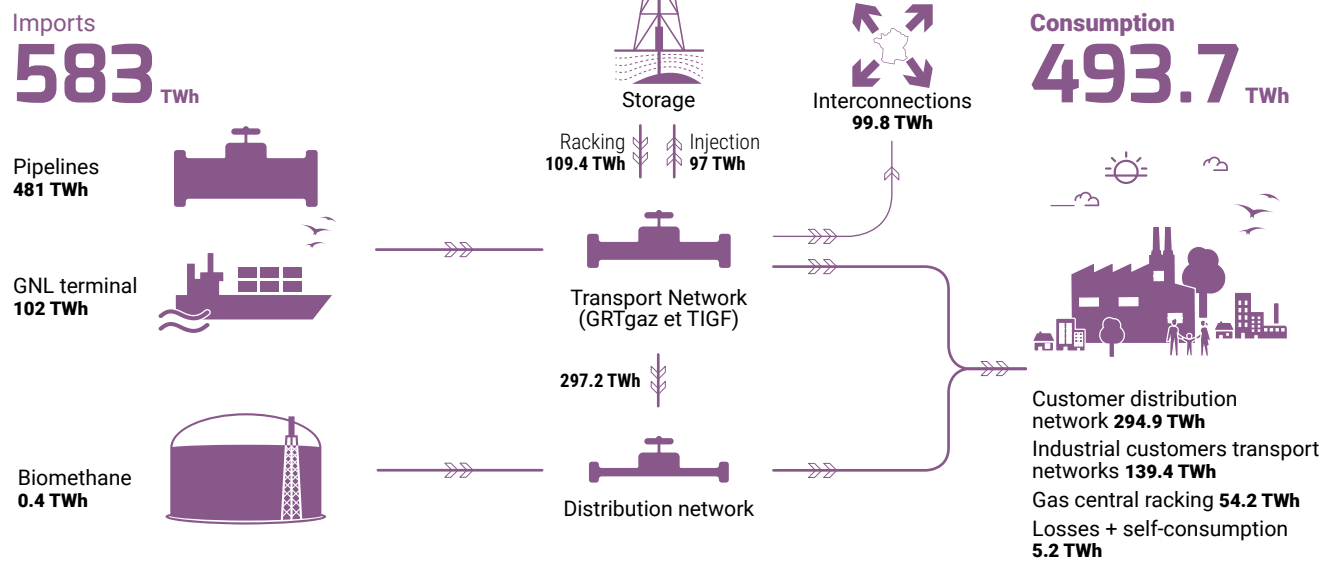 Imports
583 TWh
Pipelines
481 TWh
GNL terminal
102 TWh
Biomethane
0.4 TWh
Storage
Racking
109.4 TWh
Injection
97 TWh
Interconnections
99.8 TWh
Transport Network
(GRTgaz et TIGF)
297.2 TWh
Distribution network
Consumption
493.7 TWh
Customer distribution
network 294.9 TWh
Industrial customers transport
networks 139.4 TWh
Gas central racking 54.2 TWh
Losses + self-consumption
5.2 TWh